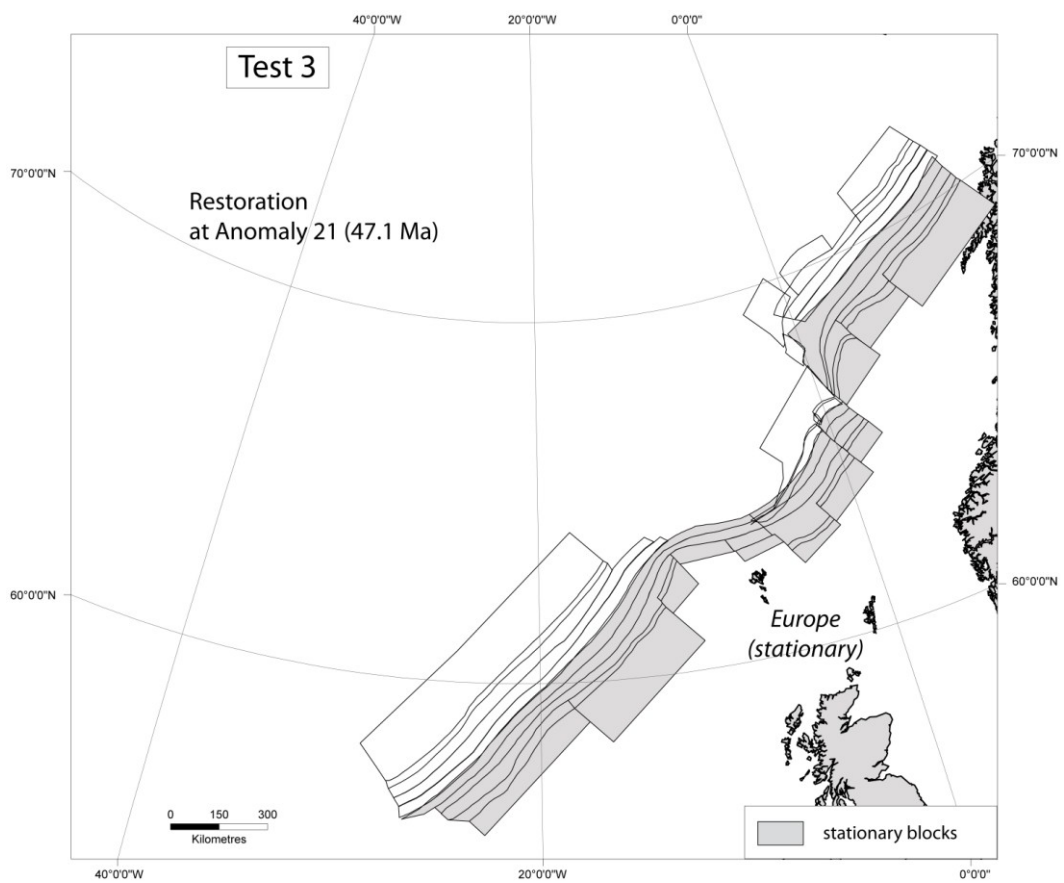 40°0'0"W 20°0'0"W 0°0'0"
Test 3
70°0'0"N 70°0'0"N
Restoration
at Anomaly 21 (47.1 Ma)
60°0'0"N 60°0'0"N
Europe
(stationary)
0 150 300
Kilometres
stationary blocks
40°0'0"W 20°0'0"W 0°0'0"